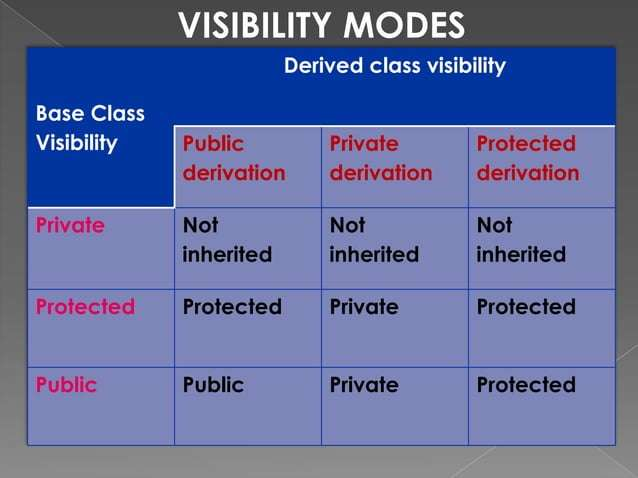 VISIBILITY MODES
Derived class visibility
Base Class
Visibility
Public
derivation
Private
derivation
Protected
derivation
Private
Not
inherited
Not
inherited
Not
inherited
Protected
Protected
Private
Protected
Public
Public
Private
Protected